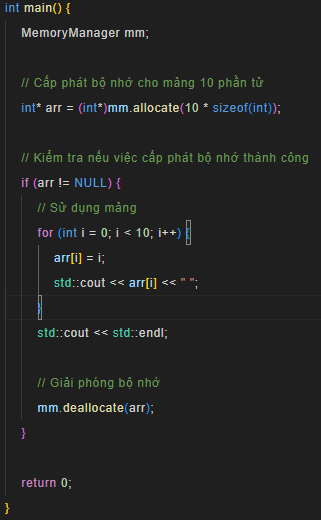 int main() {
MemoryManager mm;
// Cấp phát bộ nhớ cho mảng 10 phần tử
int* arr = (int*)mm.allocate(10 * sizeof(int));
// Kiểm tra nếu việc cấp phát bộ nhớ thành công
if (arr != NULL) {
// Sử dụng mảng
for (int i = 0; i < 10; i++) {
arr[i] = i;
std::cout << arr[i] << " ";
}
std::cout << std::endl;
// Giải phóng bộ nhớ
mm.deallocate(arr);
}
return 0;
}